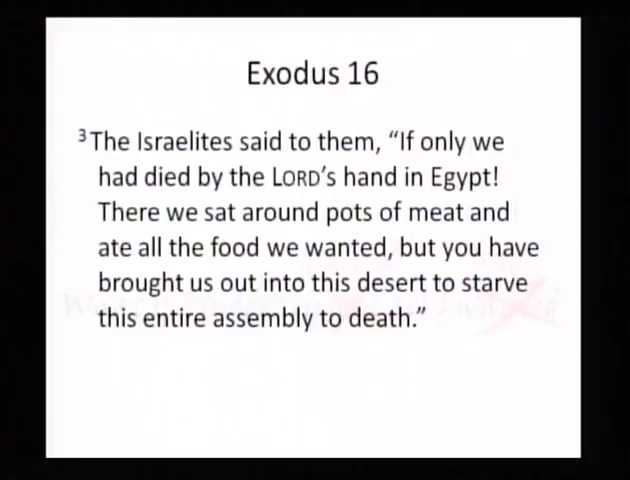 Exodus 16
3 The Israelites said to them, “If only we
had died by the LORD’s hand in Egypt!
There we sat around pots of meat and
ate all the food we wanted, but you have
brought us out into this desert to starve
this entire assembly to death.”